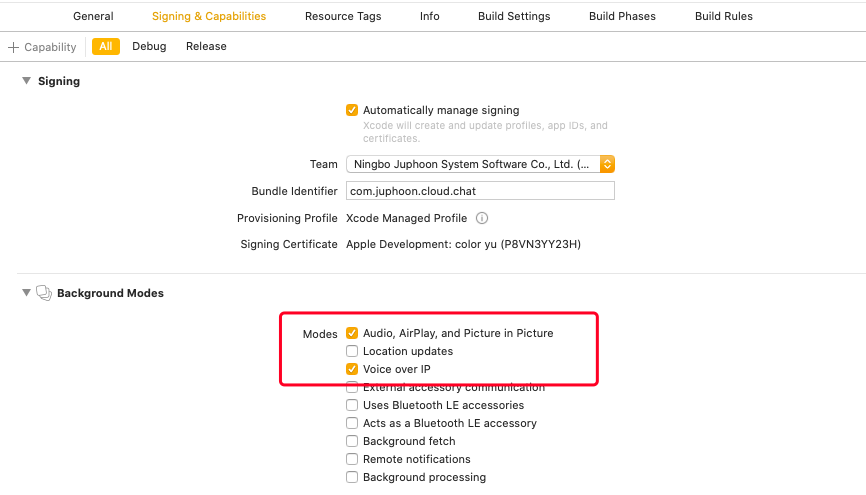 General Signing & Capabilities Resource Tags Info Build Settings Build Phases Build Rules
+ Capability All Debug Release
Signing
Automatically manage signing
Xcode will create and update profiles, app IDs, and
certificates.
Team Ningbo Juphoon System Software Co., Ltd. (...
Bundle Identifier com.juphoon.cloud.chat
Provisioning Profile Xcode Managed Profile
Signing Certificate Apple Development: color yu (P8VN3YY23H)
Background Modes
Modes Audio, AirPlay, and Picture in Picture
Location updates
Voice over IP
External accessory communication
Uses Bluetooth LE accessories
Acts as a Bluetooth LE accessory
Background fetch
Remote notifications
Background processing